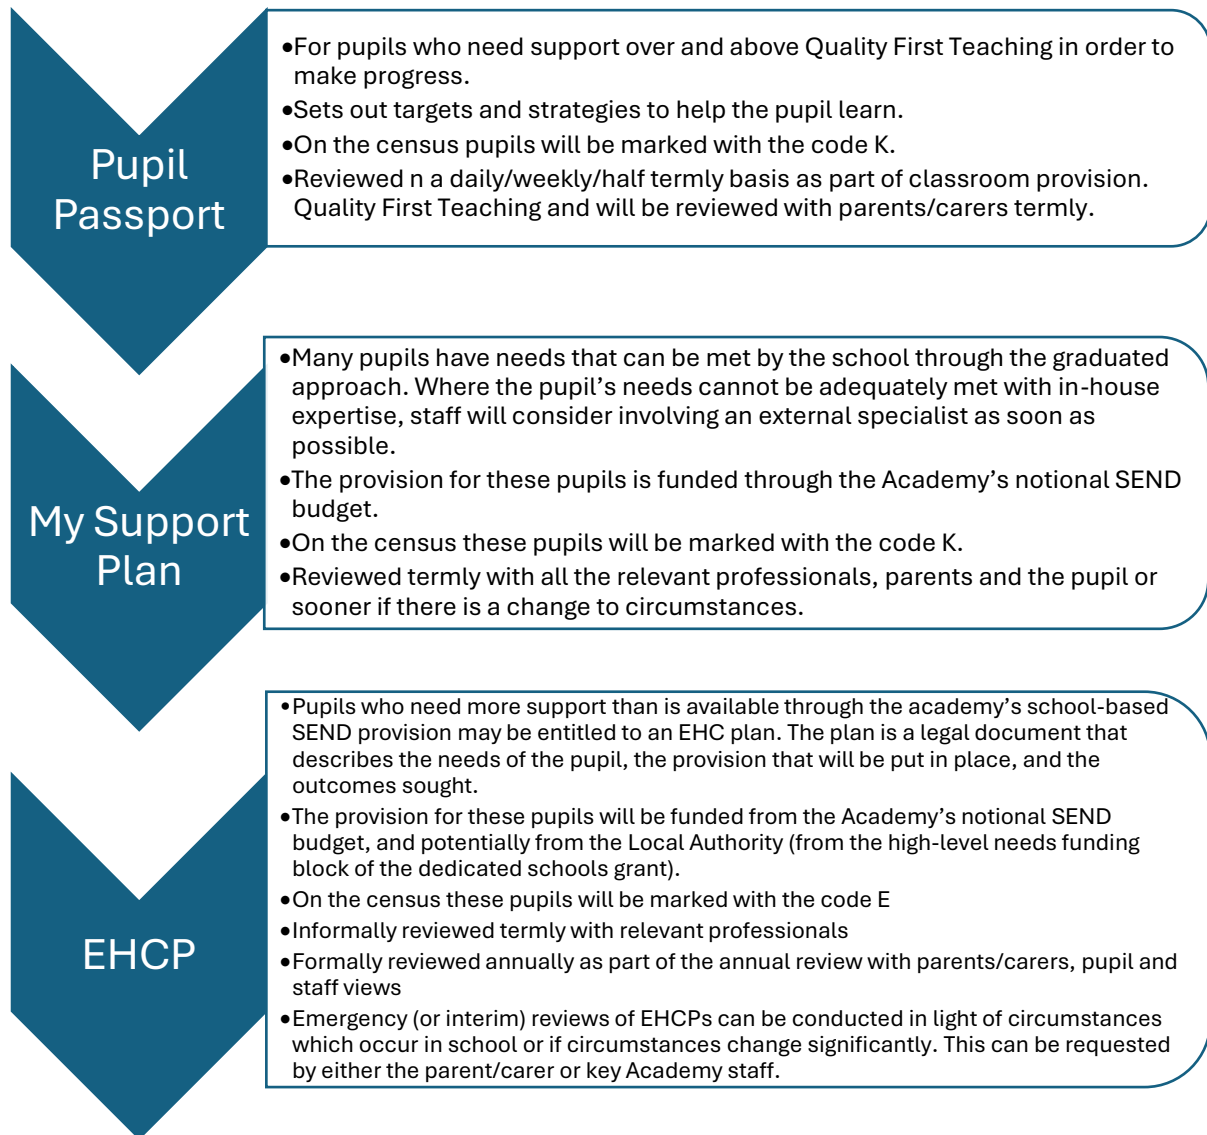 Pupil
Passport
•For pupils who need support over and above Quality First Teaching in order to
make progress.
•Sets out targets and strategies to help the pupil learn.
•On the census pupils will be marked with the code K.
•Reviewed n a daily/weekly/half termly basis as part of classroom provision.
Quality First Teaching and will be reviewed with parents/carers termly.
My Support
Plan
•Many pupils have needs that can be met by the school through the graduated
approach. Where the pupil’s needs cannot be adequately met with in-house
expertise, staff will consider involving an external specialist as soon as
possible.
•The provision for these pupils is funded through the Academy’s notional SEND
budget.
•On the census these pupils will be marked with the code K.
•Reviewed termly with all the relevant professionals, parents and the pupil or
sooner if there is a change to circumstances.
EHCP
•Pupils who need more support than is available through the academy’s school-based
SEND provision may be entitled to an EHC plan. The plan is a legal document that
describes the needs of the pupil, the provision that will be put in place, and the
outcomes sought.
•The provision for these pupils will be funded from the Academy’s notional SEND
budget, and potentially from the Local Authority (from the high-level needs funding
block of the dedicated schools grant).
•On the census these pupils will be marked with the code E
•Informally reviewed termly with relevant professionals
•Formally reviewed annually as part of the annual review with parents/carers, pupil and
staff views
•Emergency (or interim) reviews of EHCPs can be conducted in light of circumstances
which occur in school or if circumstances change significantly. This can be requested
by either the parent/carer or key Academy staff.